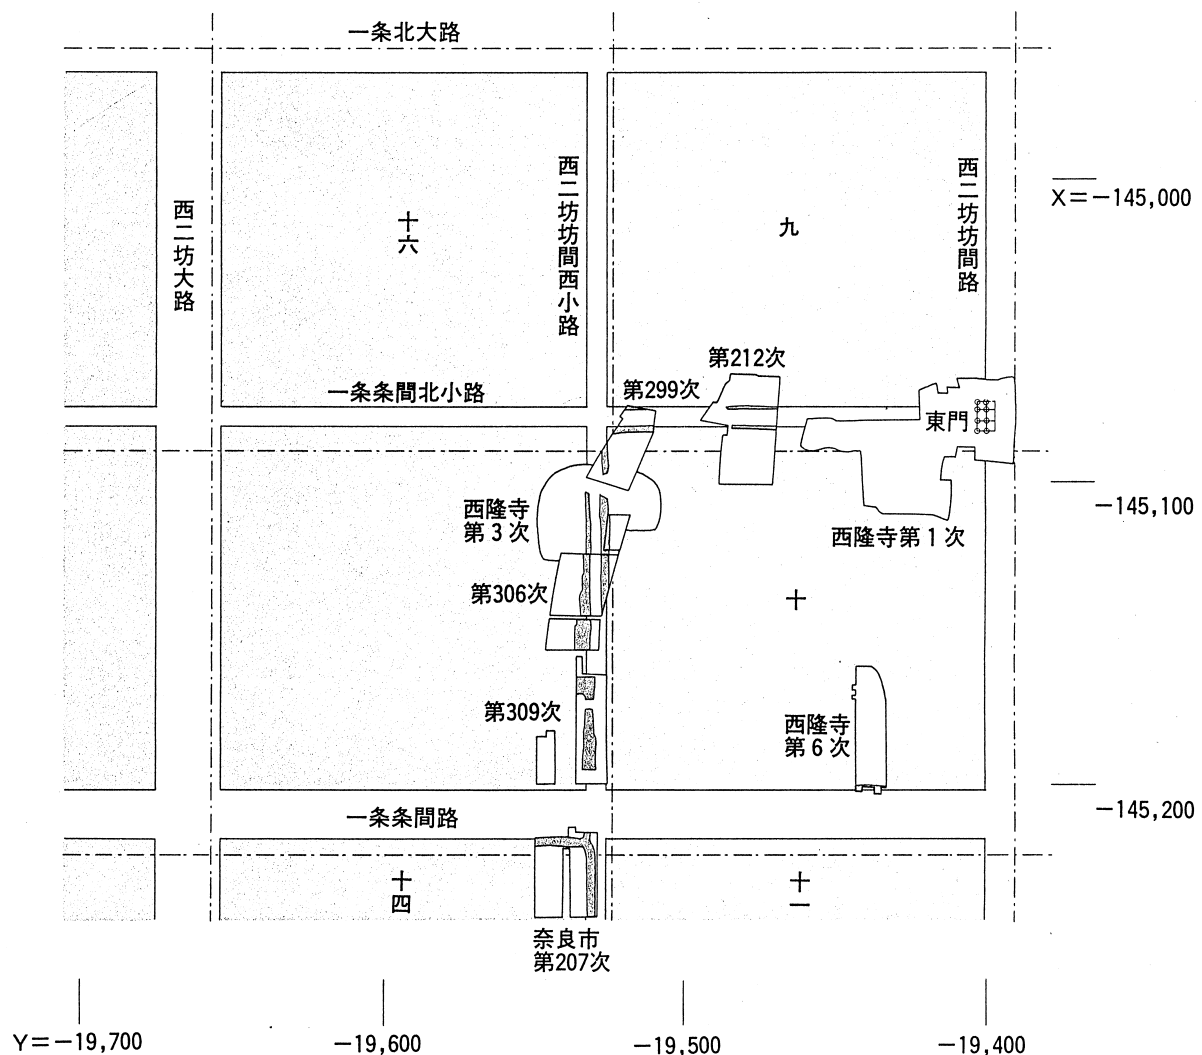 一条北大路
西二坊大路
十六
西二坊坊間西小路
九
西二坊坊間路
X=-145,000
一条条間北小路
第299次
第212次
東門
西隆寺
第3次
西隆寺第1次
-145,100
第306次
十
第309次
西隆寺
第6次
一条条間路
-145,200
十四
十一
奈良市
第207次
Y=-19,700
-19,600
-19,500
-19,400